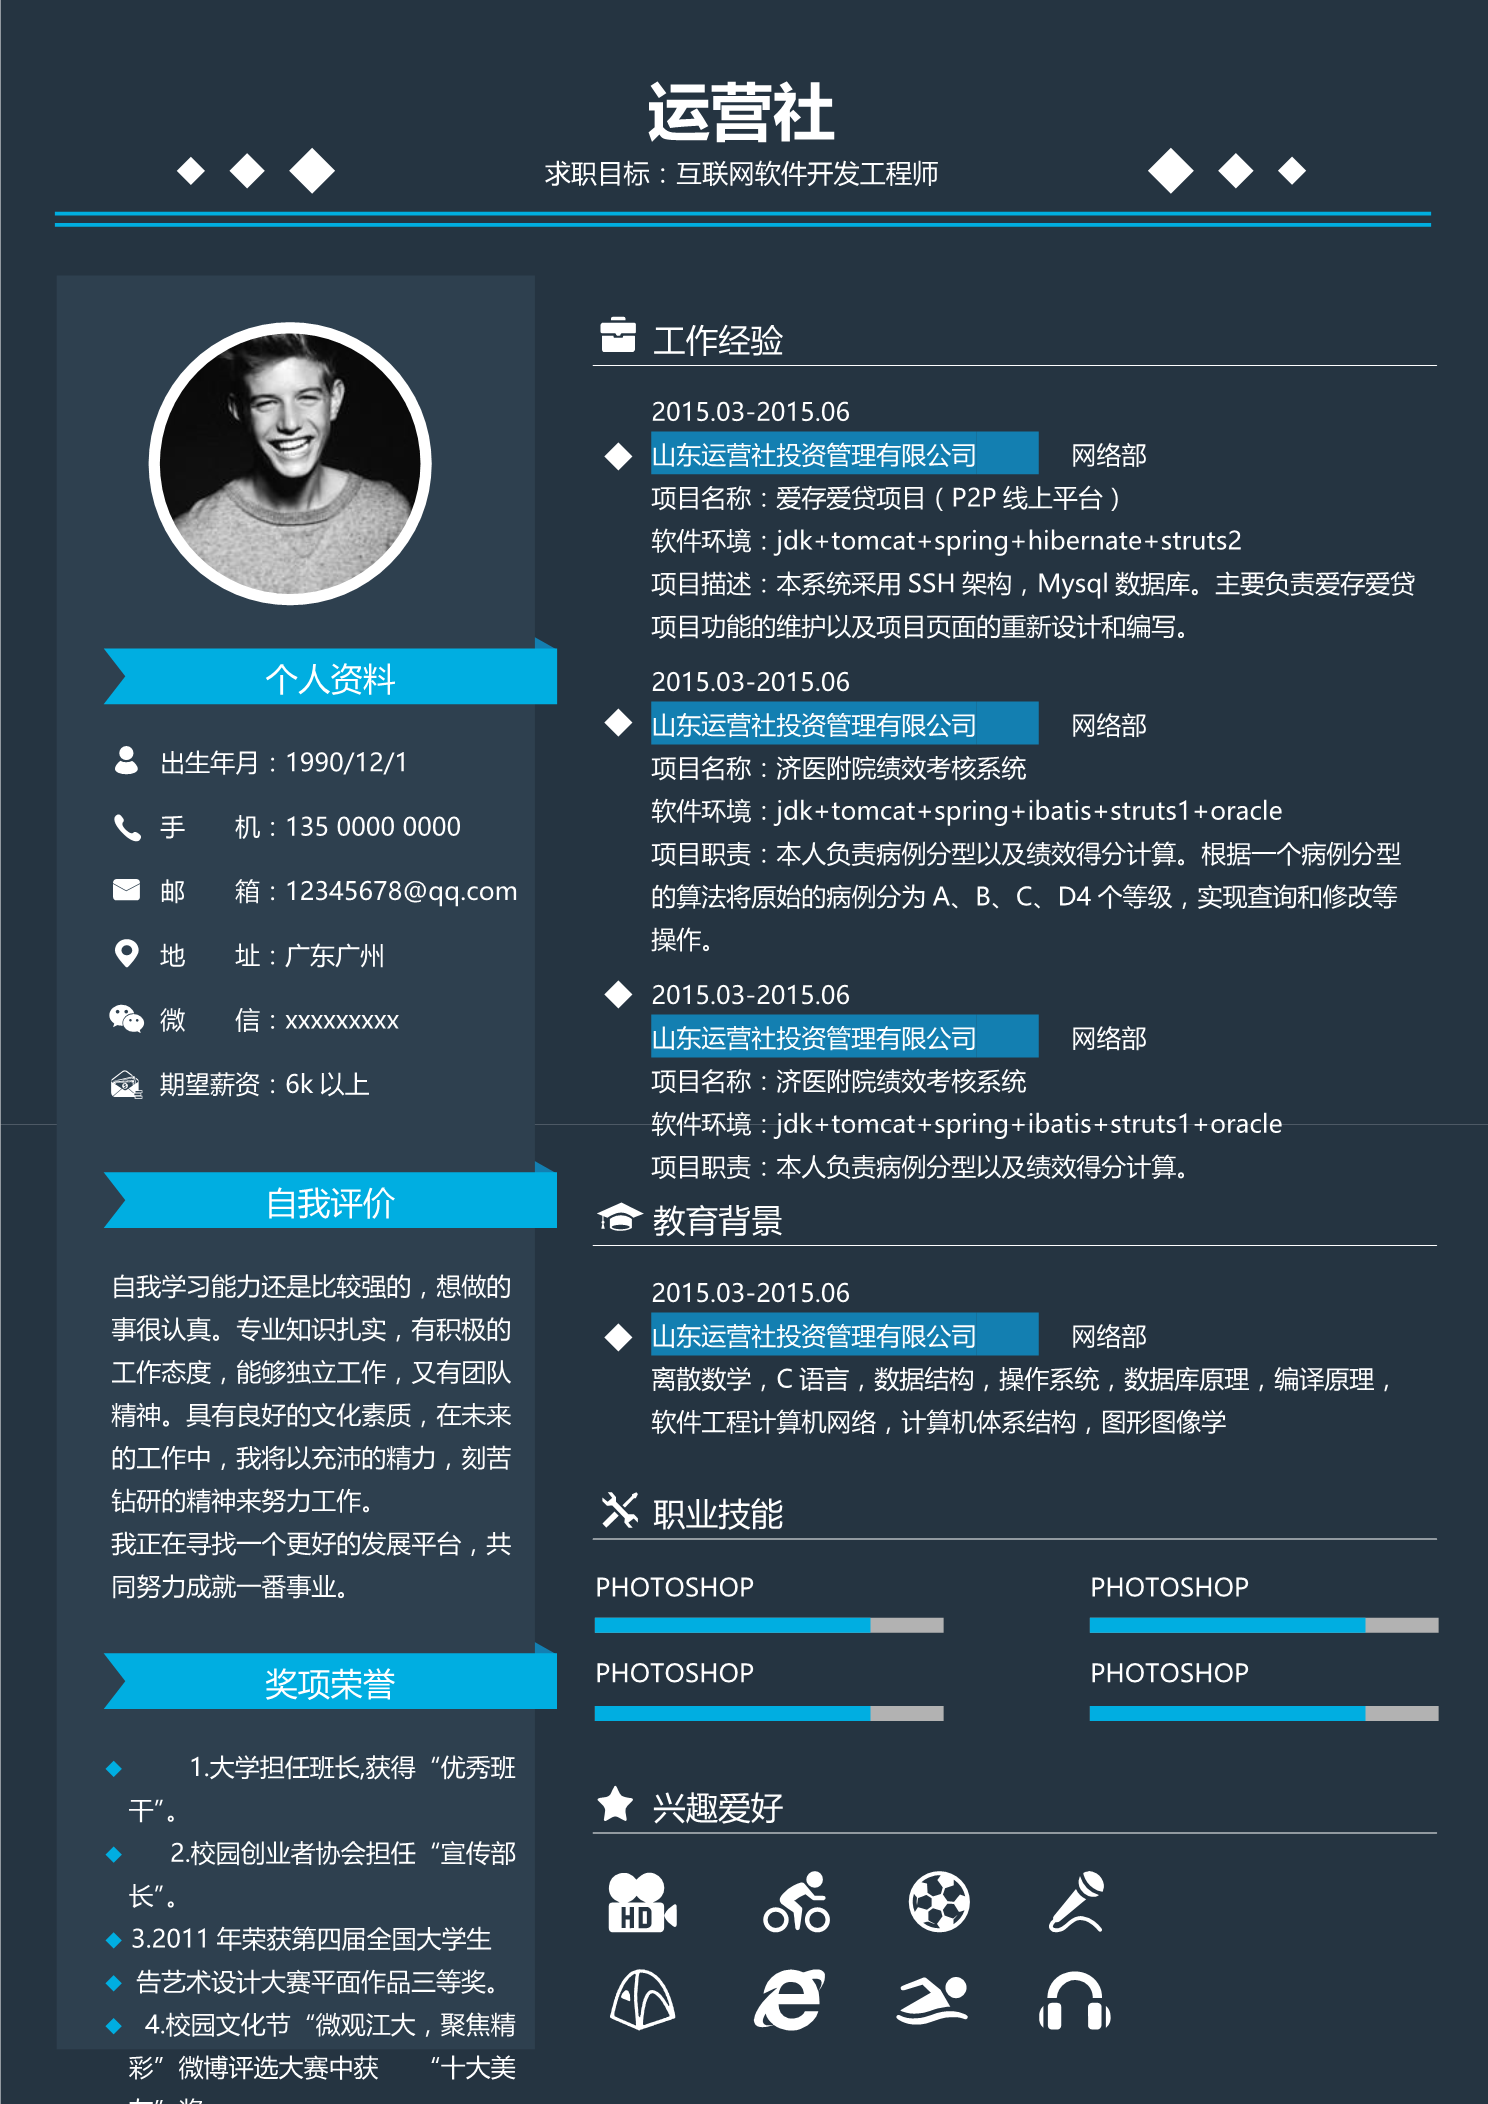 运营社
求职目标：互联网软件开发工程师
个人资料
出生年月：1990/12/1
手　　机：135 0000 0000
邮　　箱：12345678@qq.com
地　　址：广东广州
微　　信：xxxxxxxxx
期望薪资：6k 以上
自我评价
自我学习能力还是比较强的，想做的
事很认真。专业知识扎实，有积极的
工作态度，能够独立工作，又有团队
精神。具有良好的文化素质，在未来
的工作中，我将以充沛的精力，刻苦
钻研的精神来努力工作。
我正在寻找一个更好的发展平台，共
同努力成就一番事业。
奖项荣誉
1.大学担任班长,获得“优秀班
干”。
2.校园创业者协会担任“宣传部
长”。
3.2011 年荣获第四届全国大学生
告艺术设计大赛平面作品三等奖。
4.校园文化节“微观江大，聚焦精
彩”微博评选大赛中获　　“十大美
工作经验
2015.03-2015.06
山东运营社投资管理有限公司　　网络部
项目名称：爱存爱贷项目（P2P 线上平台）
软件环境：jdk+tomcat+spring+hibernate+struts2
项目描述：本系统采用 SSH 架构，Mysql 数据库。主要负责爱存爱贷
项目功能的维护以及项目页面的重新设计和编写。
2015.03-2015.06
山东运营社投资管理有限公司　　网络部
项目名称：济医附院绩效考核系统
软件环境：jdk+tomcat+spring+ibatis+struts1+oracle
项目职责：本人负责病例分型以及绩效得分计算。根据一个病例分型
的算法将原始的病例分为 A、B、C、D4 个等级，实现查询和修改等
操作。
2015.03-2015.06
山东运营社投资管理有限公司　　网络部
项目名称：济医附院绩效考核系统
软件环境：jdk+tomcat+spring+ibatis+struts1+oracle
项目职责：本人负责病例分型以及绩效得分计算。
教育背景
2015.03-2015.06
山东运营社投资管理有限公司　　网络部
离散数学，C 语言，数据结构，操作系统，数据库原理，编译原理，
软件工程计算机网络，计算机体系结构，图形图像学
职业技能
PHOTOSHOP　　PHOTOSHOP
PHOTOSHOP　　PHOTOSHOP
兴趣爱好
HD